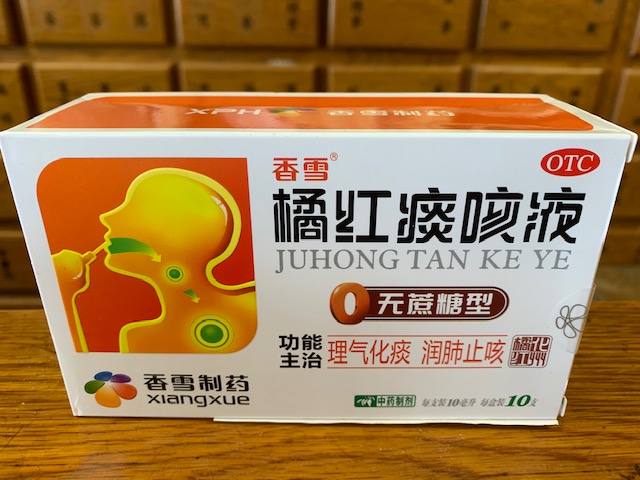 XPH 香雪制药
香雪®
OTC
橘红痰咳液
JUHONG TAN KE YE
0 无蔗糖型
功能主治 理气化痰 润肺止咳
化州橘红
香雪制药
xiangxue
中药制剂 每支装10毫升 每盒装10支